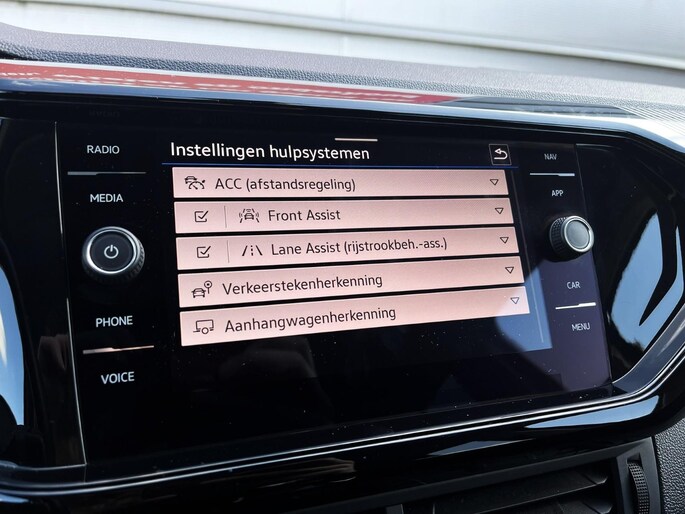 RADIO
MEDIA
PHONE
VOICE
Instellingen hulpsystemen
ACC (afstandsregeling)
Front Assist
Lane Assist (rijstrookbeh.-ass.)
Verkeerstekenherkenning
Aanhangwagenherkenning
NAV
APP
CAR
MENU